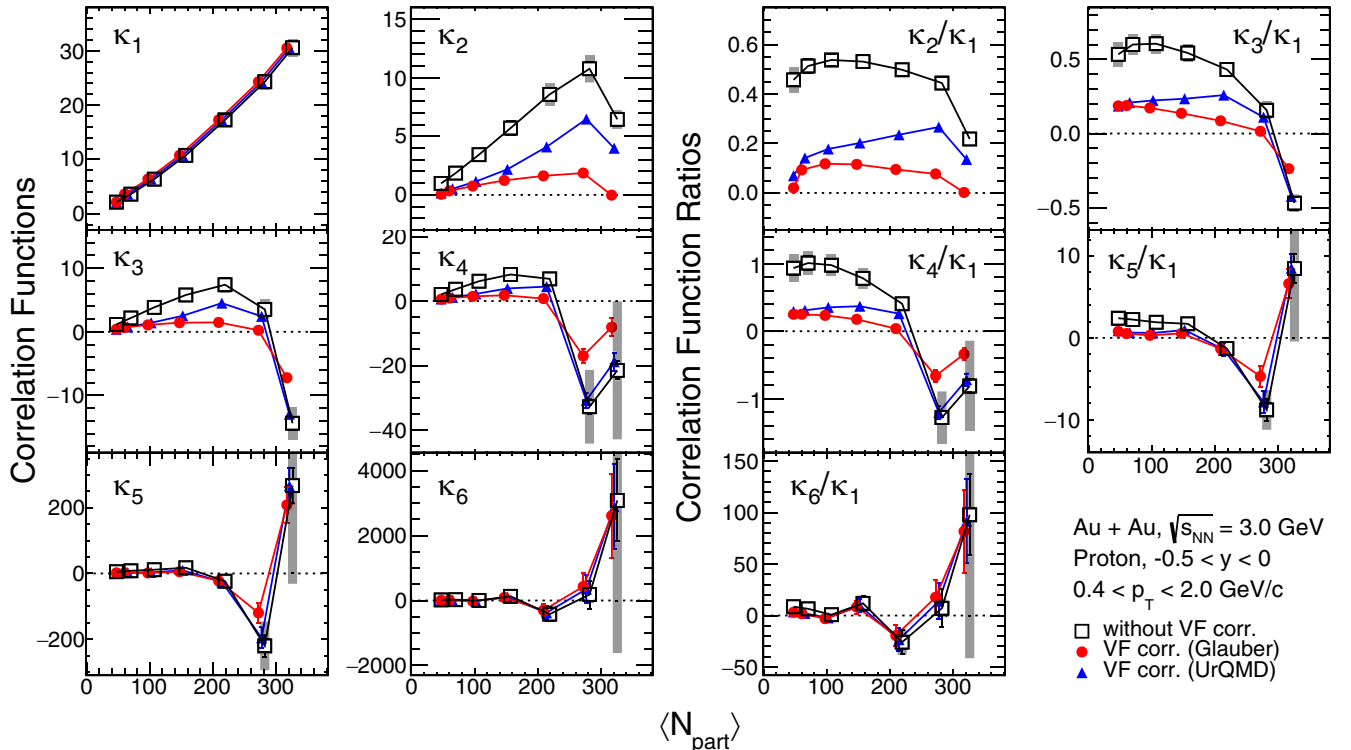 Correlation Functions
κ₁
30
20
10
0
κ₂
15
10
5
0
κ₃
10
0
−10
κ₄
20
0
−20
−40
κ₅
200
0
−200
0 100 200 300
κ₆
4000
2000
0
−2000
0 100 200 300
Correlation Function Ratios
κ₂/κ₁
0.6
0.4
0.2
0.0
κ₃/κ₁
0.5
0.0
−0.5
κ₄/κ₁
1
0
−1
κ₅/κ₁
10
0
−10
0 100 200 300
κ₆/κ₁
150
100
50
0
−50
0 100 200 300
⟨N_part⟩
Au + Au, √s_NN = 3.0 GeV
Proton, -0.5 < y < 0
0.4 < p_T < 2.0 GeV/c
without VF corr.
VF corr. (Glauber)
VF corr. (UrQMD)